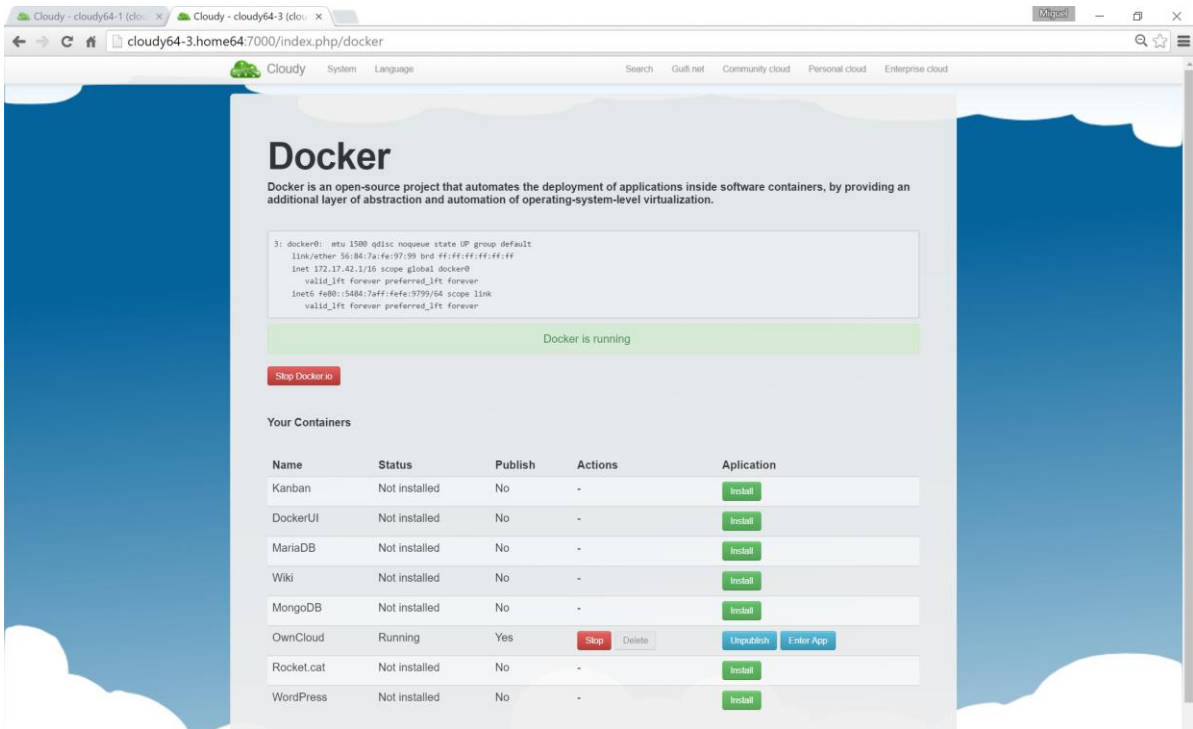 Cloudy - cloudy64-1 (clou
Cloudy - cloudy64-3 (clou
Miguel
cloudy64-3.home64:7000/index.php/docker
Cloudy System Language Search Guifi.net Community cloud Personal cloud Enterprise cloud
Docker
Docker is an open-source project that automates the deployment of applications inside software containers, by providing an
additional layer of abstraction and automation of operating-system-level virtualization.
3: docker0: mtu 1500 qdisc noqueue state UP group default
link/ether 56:84:7a:fe:97:99 brd ff:ff:ff:ff:ff:ff
inet 172.17.42.1/16 scope global docker0
valid_lft forever preferred_lft forever
inet6 fe80::5484:7aff:fefe:9799/64 scope link
valid_lft forever preferred_lft forever
Docker is running
Stop Docker.io
Your Containers
Name Status Publish Actions Aplication
Kanban Not installed No - Install
DockerUI Not installed No - Install
MariaDB Not installed No - Install
Wiki Not installed No - Install
MongoDB Not installed No - Install
OwnCloud Running Yes Stop Delete Unpublish Enter App
Rocket.cat Not installed No - Install
WordPress Not installed No - Install